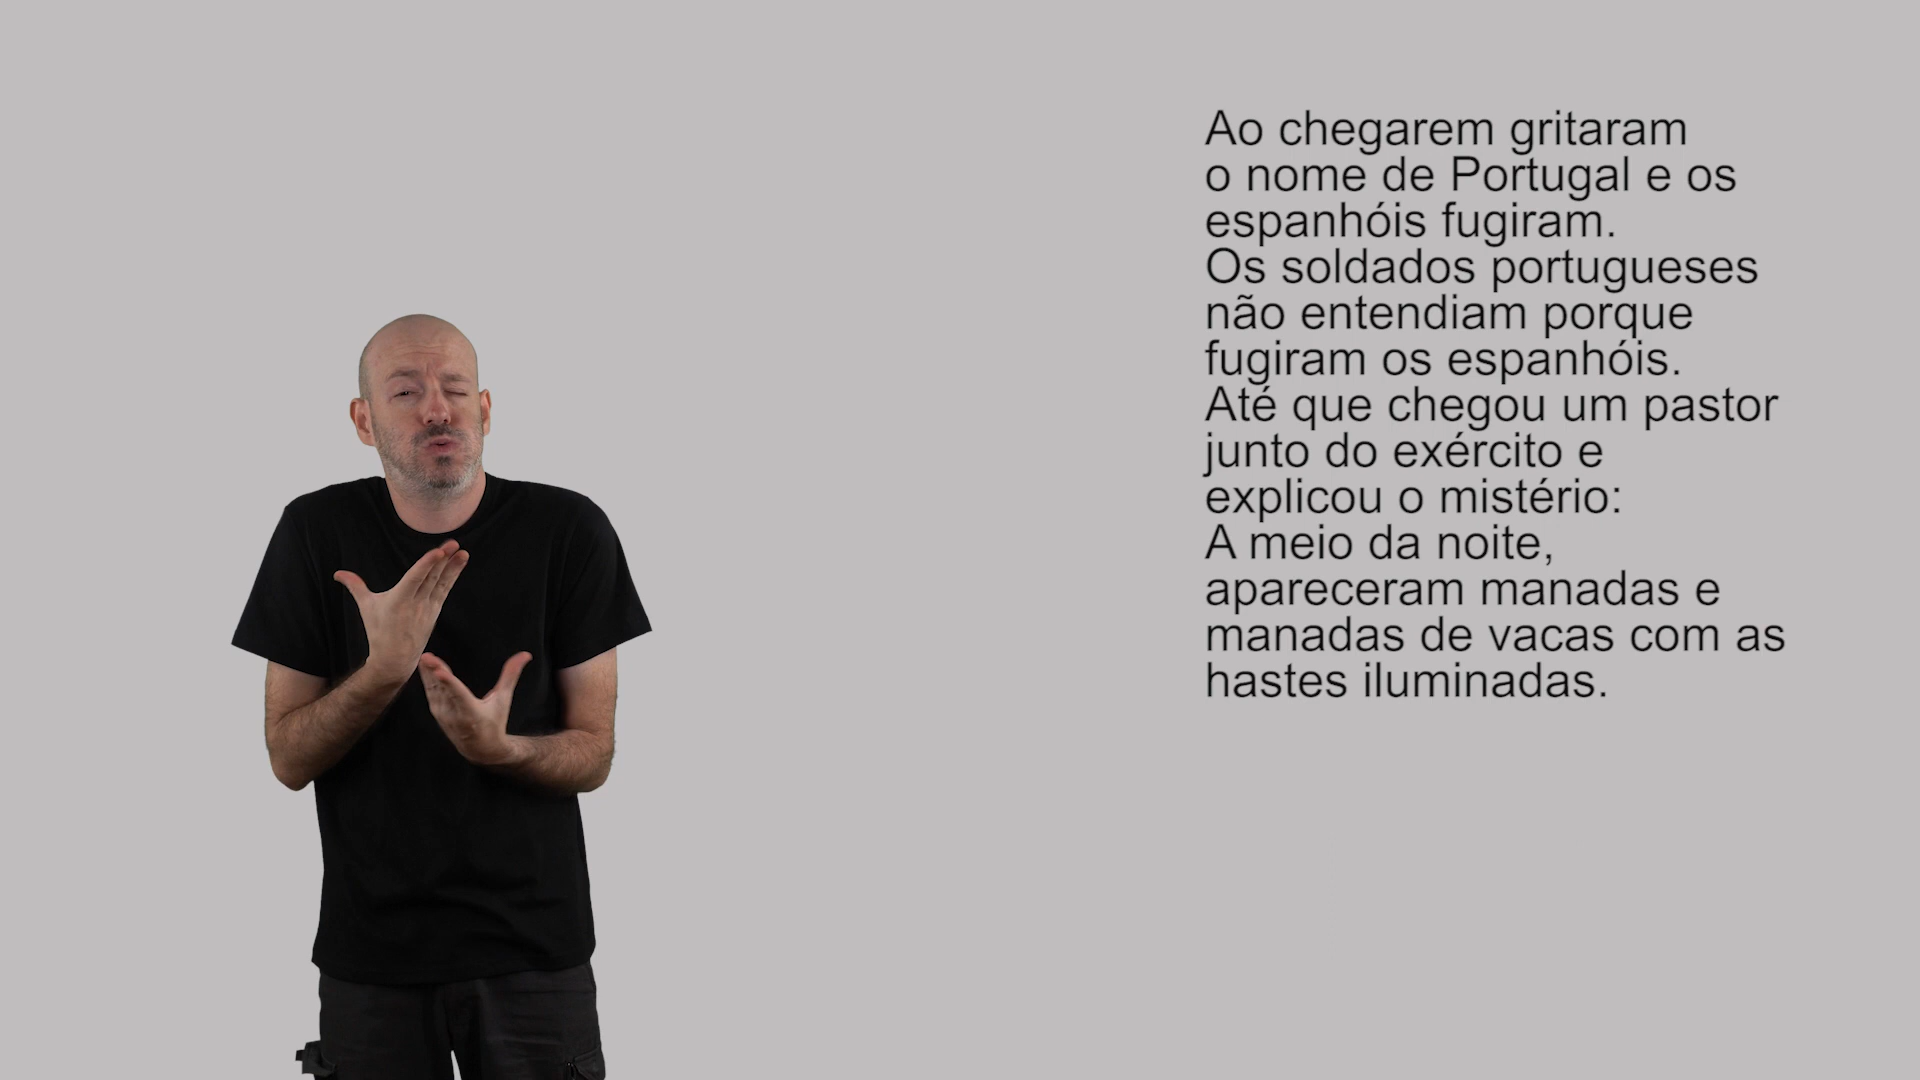 Ao chegarem gritaram
o nome de Portugal e os
espanhóis fugiram.
Os soldados portugueses
não entendiam porque
fugiram os espanhóis.
Até que chegou um pastor
junto do exército e
explicou o mistério:
A meio da noite,
apareceram manadas e
manadas de vacas com as
hastes iluminadas.